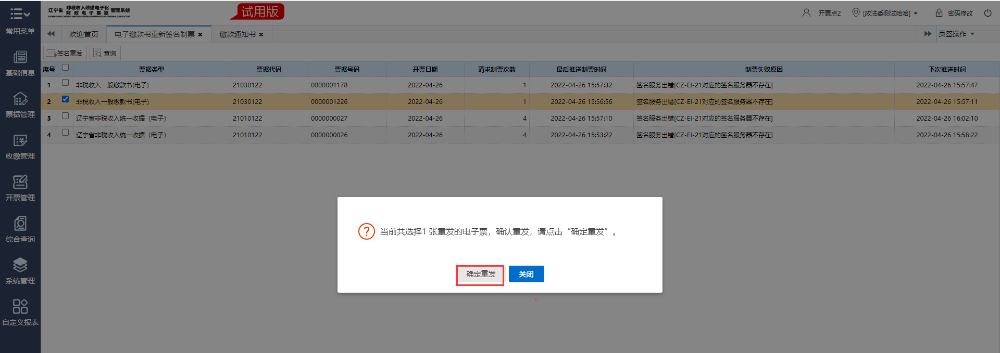 常用菜单
基础信息
票据管理
收缴管理
开票管理
综合查询
系统管理
自定义报表
辽宁省 非税收入收缴电子化 财政电子票据 管理系统
试用版
开票点2 [政法委测试哈哈] 密码修改
欢迎首页 电子缴款书重新签名制票 缴款通知书 页签操作
签名重发 查询
序号 票据类型 票据代码 票据号码 开票日期 请求制票次数 最后推送制票时间 制票失败原因 下次推送时间
1 非税收入一般缴款书(电子) 21030122 0000001178 2022-04-26 1 2022-04-26 15:57:32 签名服务出错[CZ-EI-21对应的签名服务器不存在] 2022-04-26 15:57:47
2 非税收入一般缴款书(电子) 21030122 0000001226 2022-04-26 1 2022-04-26 15:56:56 签名服务出错[CZ-EI-21对应的签名服务器不存在] 2022-04-26 15:57:11
3 辽宁省非税收入统一收据（电子） 21010122 0000000027 2022-04-26 4 2022-04-26 15:57:10 签名服务出错[CZ-EI-21对应的签名服务器不存在] 2022-04-26 16:02:10
4 辽宁省非税收入统一收据（电子） 21010122 0000000026 2022-04-26 4 2022-04-26 15:53:22 签名服务出错[CZ-EI-21对应的签名服务器不存在] 2022-04-26 15:58:22
当前共选择1 张重发的电子票，确认重发，请点击“确定重发”。
确定重发 关闭